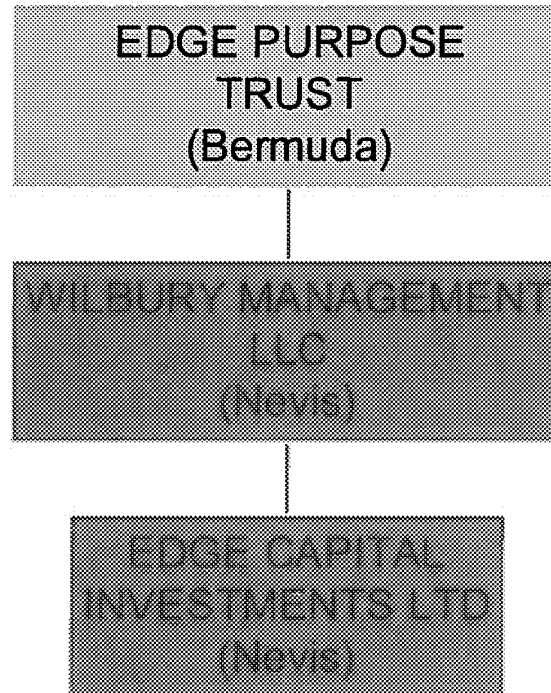 EDGE PURPOSE
TRUST
(Bermuda)
WILBURY MANAGEMENT
LLC
(Nevis)
EDGE CAPITAL
INVESTMENTS LTD
(Nevis)